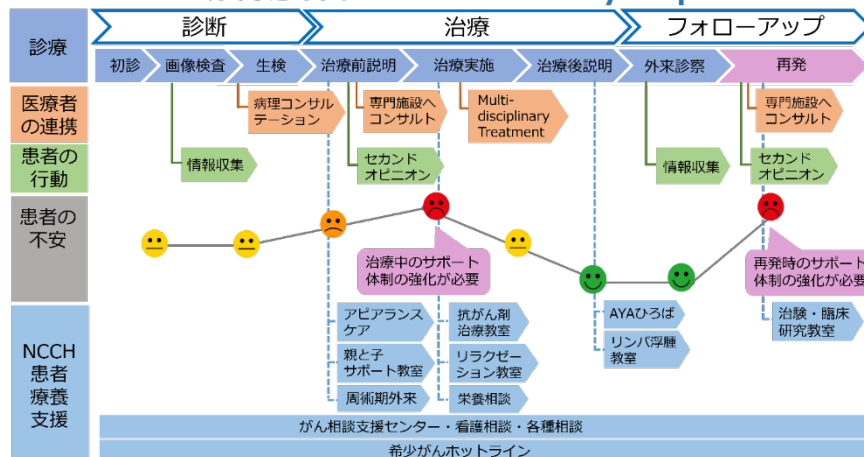 診断
治療
フォローアップ
診療
初診
画像検査
生検
治療前説明
治療実施
治療後説明
外来診察
再発
医療者
の連携
病理コンサル
テーション
専門施設へ
コンサルト
Multi-
disciplinary
Treatment
専門施設へ
コンサルト
患者の
行動
情報収集
セカンド
オピニオン
情報収集
セカンド
オピニオン
患者の
不安
治療中のサポート
体制の強化が必要
再発時のサポート
体制の強化が必要
NCCH
患者
療養
支援
アピアランス
ケア
抗がん剤
治療教室
AYAひろば
治験・臨床
研究教室
親と子
サポート教室
リラクゼー
ション教室
リンパ浮腫
教室
周術期外来
栄養相談
がん相談支援センター・看護相談・各種相談
希少がんホットライン